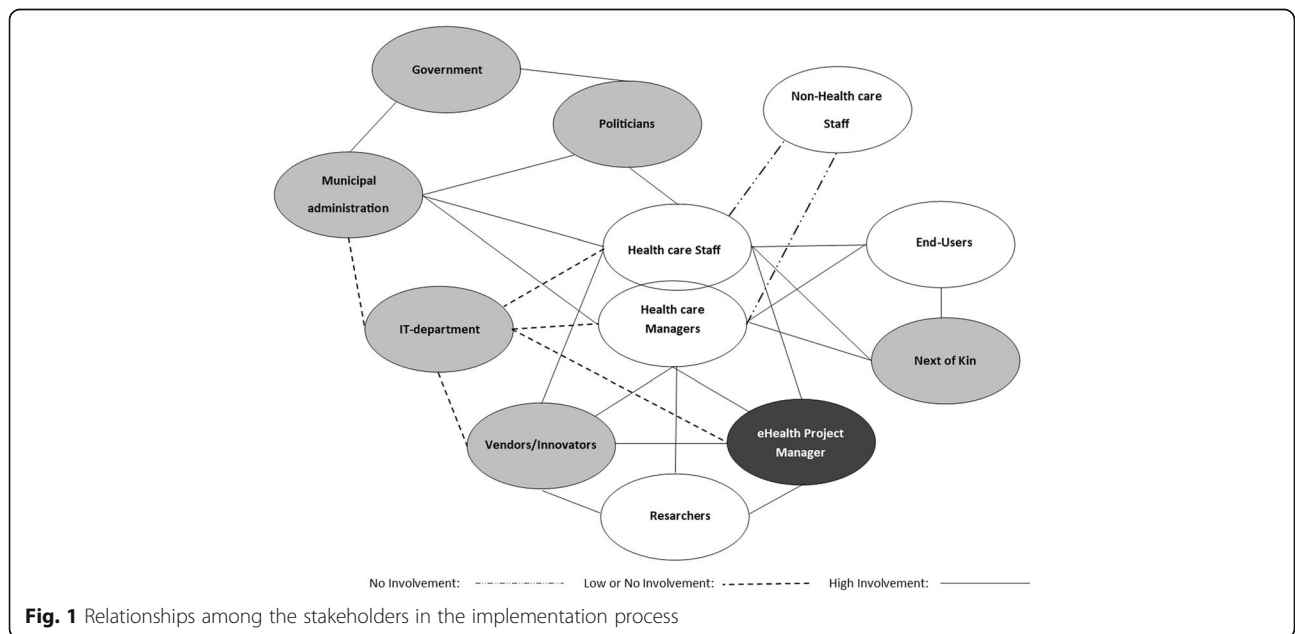 Government
Politicians
Non-Health care
Staff
Municipal
administration
Health care Staff
End-Users
IT-department
Health care
Managers
Next of Kin
Vendors/Innovators
eHealth Project
Manager
Resarchers
No Involvement: Low or No Involvement: High Involvement:
Fig. 1 Relationships among the stakeholders in the implementation process